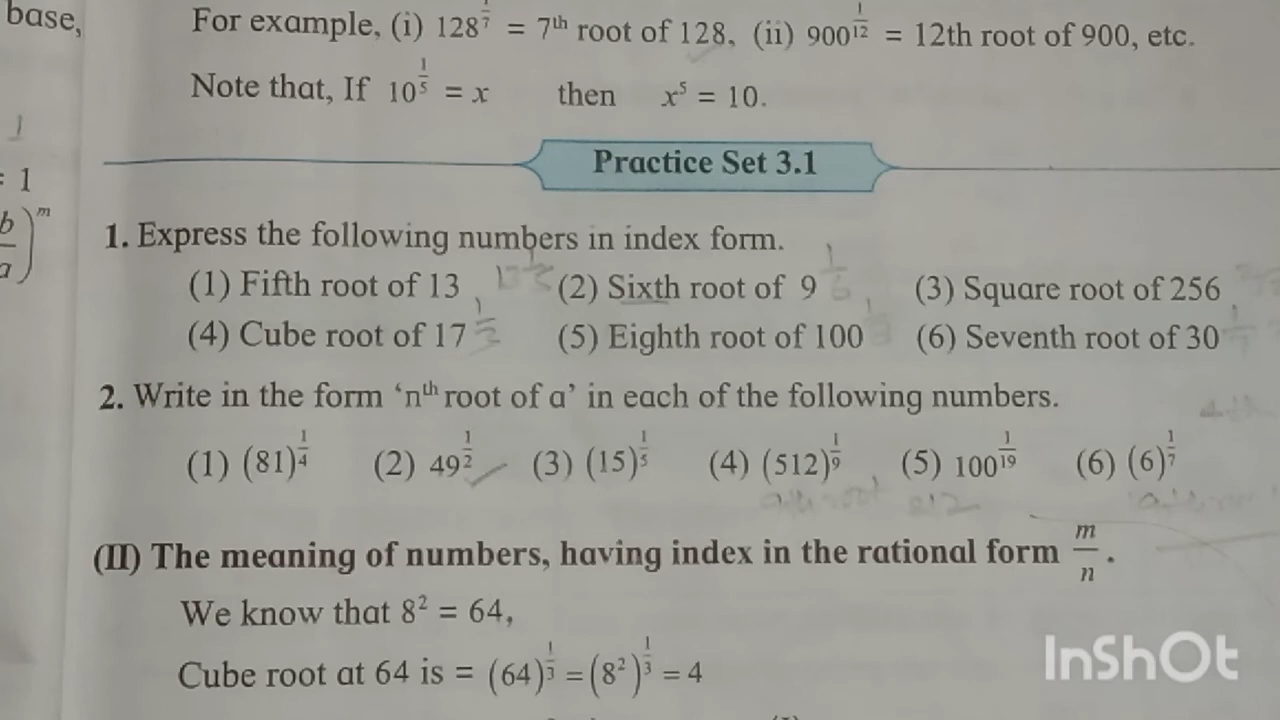 base,
For example, (i) 128^(1/7) = 7th root of 128, (ii) 900^(1/12) = 12th root of 900, etc.
Note that, If 10^(1/5) = x then x^5 = 10.
1
= 1
Practice Set 3.1
(b/a)^m
1. Express the following numbers in index form.
(1) Fifth root of 13 (2) Sixth root of 9 1/6 (3) Square root of 256
(4) Cube root of 17 (5) Eighth root of 100 (6) Seventh root of 30
2. Write in the form ‘nth root of a’ in each of the following numbers.
(1) (81)^(1/4) (2) 49^(1/2) (3) (15)^(1/5) (4) (512)^(1/9) (5) 100^(1/19) (6) (6)^(1/7)
(II) The meaning of numbers, having index in the rational form m/n.
We know that 8² = 64,
Cube root at 64 is = (64)^(1/3) = (8²)^(1/3) = 4
InShOt